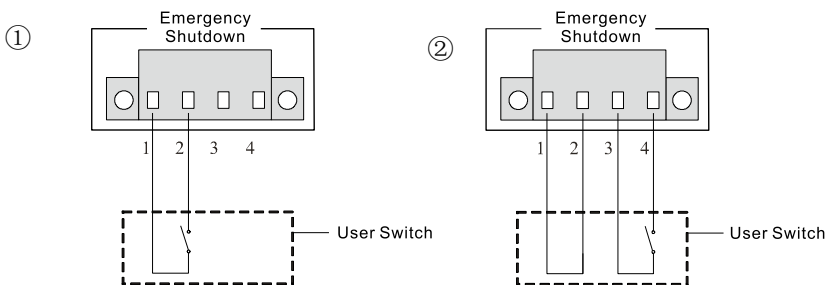 ①
Emergency
Shutdown
1 2 3 4
User Switch
②
Emergency
Shutdown
1 2 3 4
User Switch